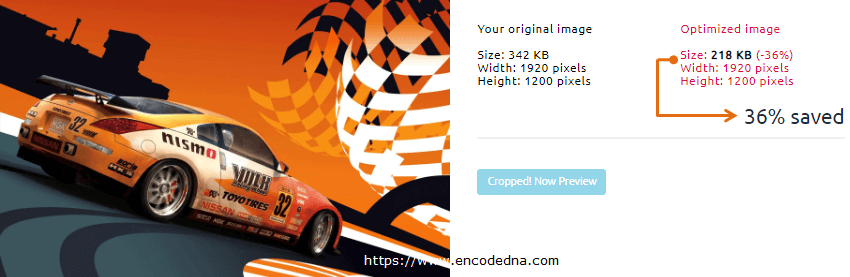 Your original image
Size: 342 KB
Width: 1920 pixels
Height: 1200 pixels
Optimized image
Size: 218 KB (-36%)
Width: 1920 pixels
Height: 1200 pixels
36% saved
Cropped! Now Preview
32
nismo
TOYO TIRES
NISSAN
32
https://www.encodedna.com